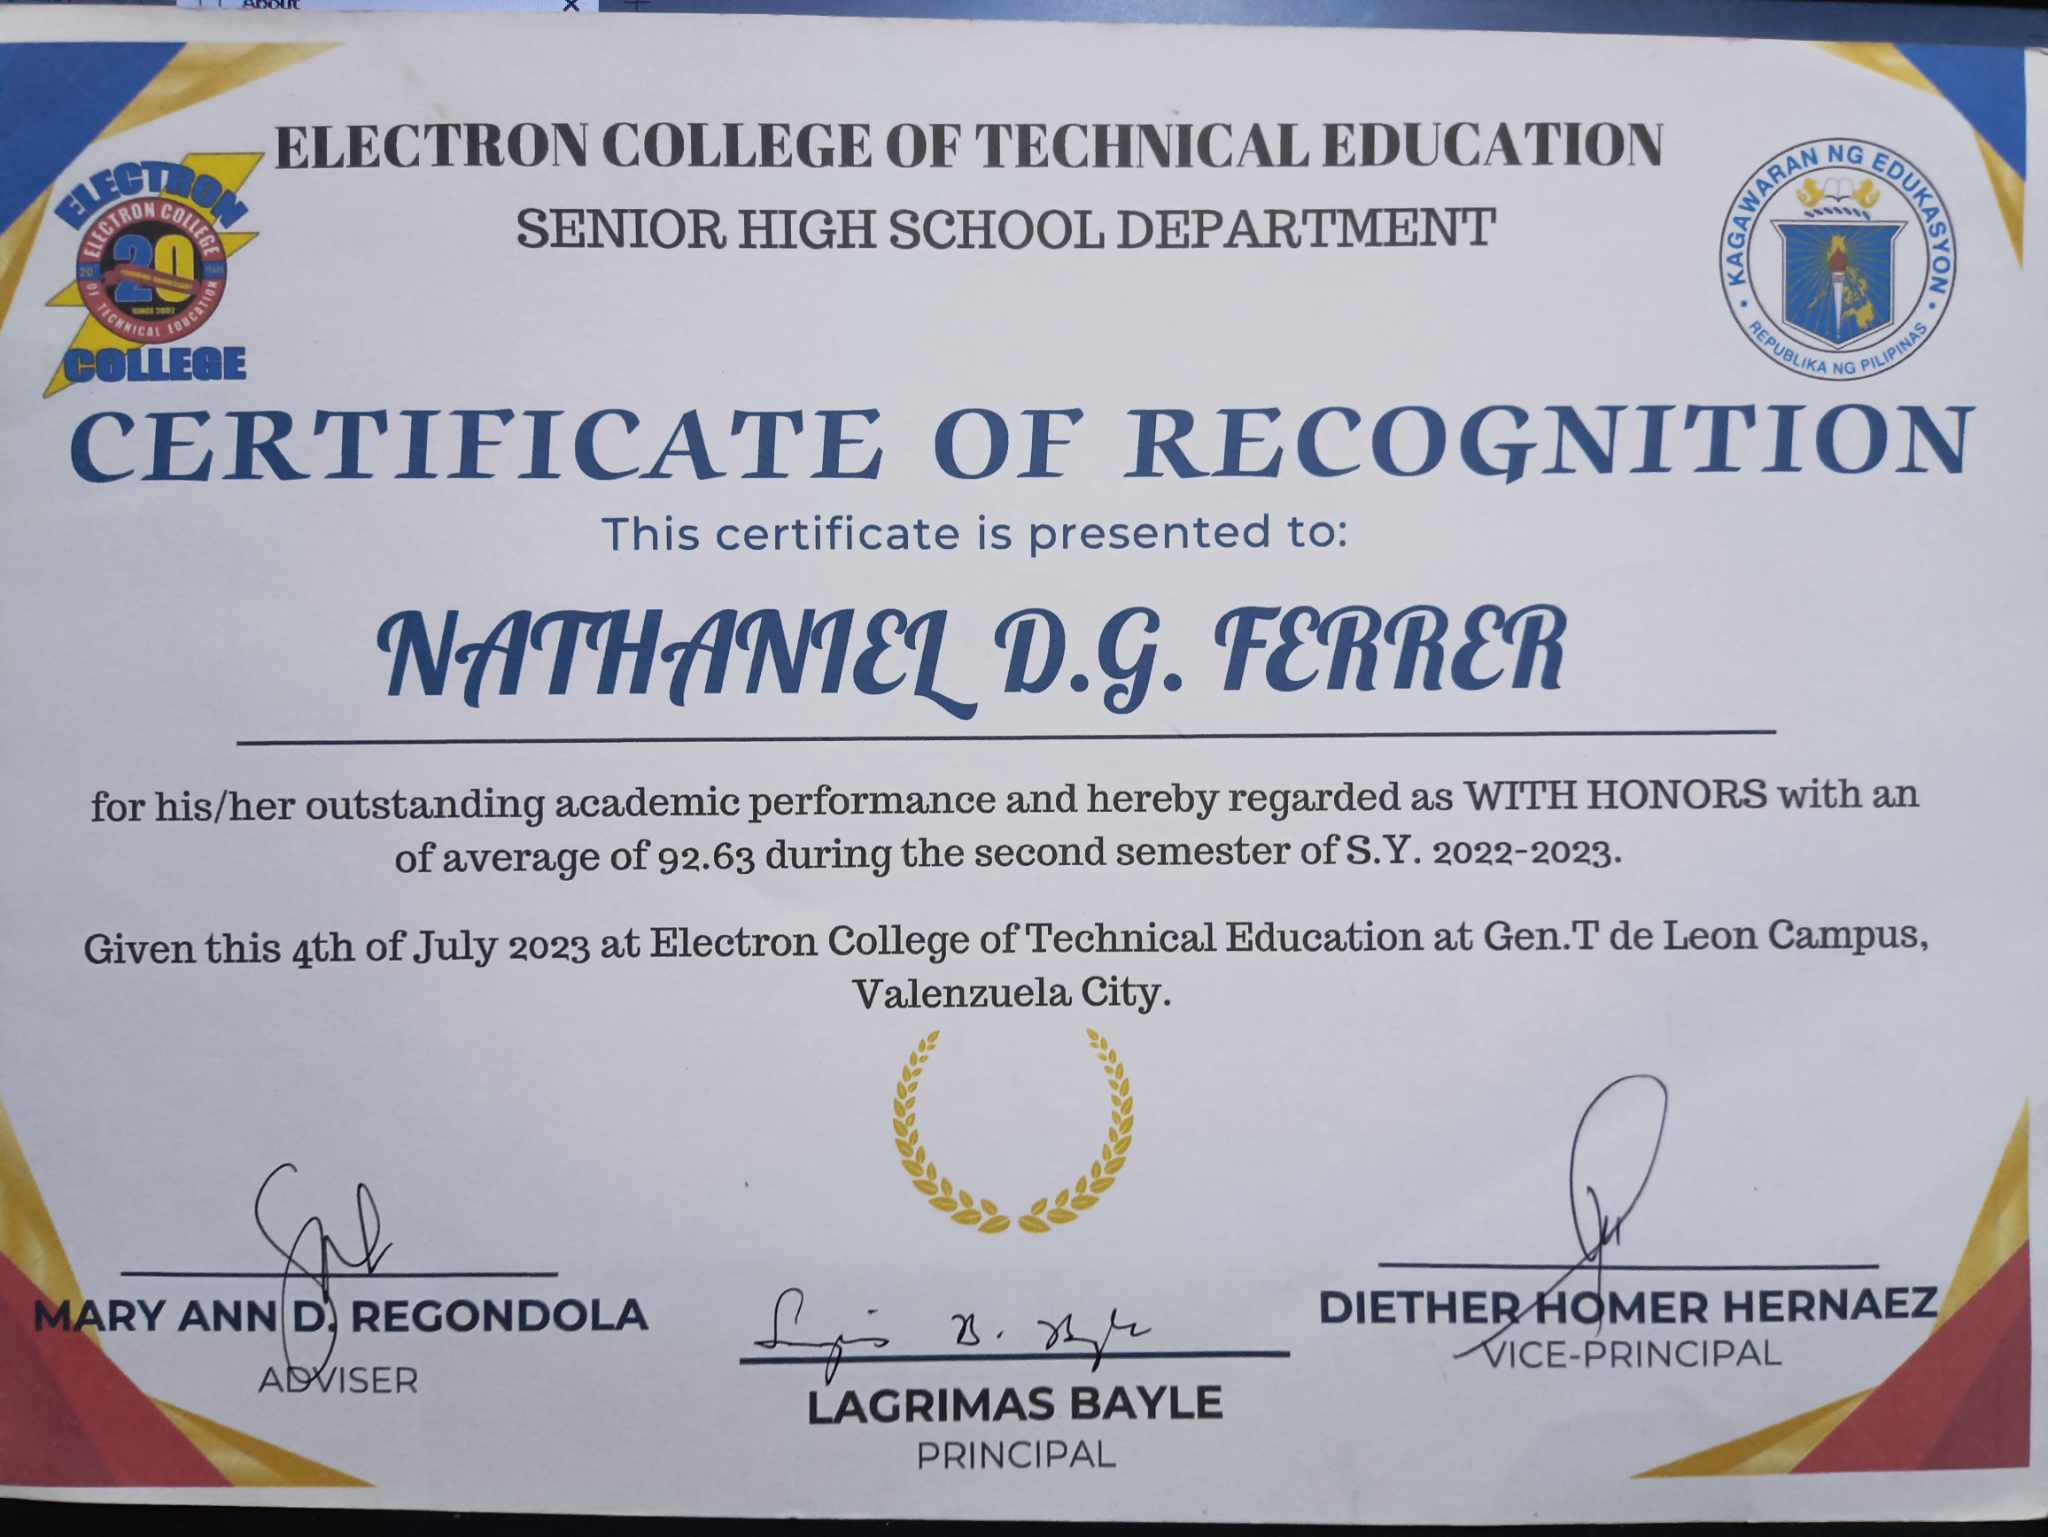 About
ELECTRON COLLEGE OF TECHNICAL EDUCATION
SENIOR HIGH SCHOOL DEPARTMENT
ELECTRON
ELECTRON COLLEGE
20
20 YEARS
SINCE 2002
OF TECHNICAL EDUCATION
COLLEGE
KAGAWARAN NG EDUKASYON
REPUBLIKA NG PILIPINAS
CERTIFICATE OF RECOGNITION
This certificate is presented to:
NATHANIEL D.G. FERRER
for his/her outstanding academic performance and hereby regarded as WITH HONORS with an
of average of 92.63 during the second semester of S.Y. 2022-2023.
Given this 4th of July 2023 at Electron College of Technical Education at Gen.T de Leon Campus,
Valenzuela City.
MARY ANN D. REGONDOLA
ADVISER
LAGRIMAS BAYLE
PRINCIPAL
DIETHER HOMER HERNAEZ
VICE-PRINCIPAL